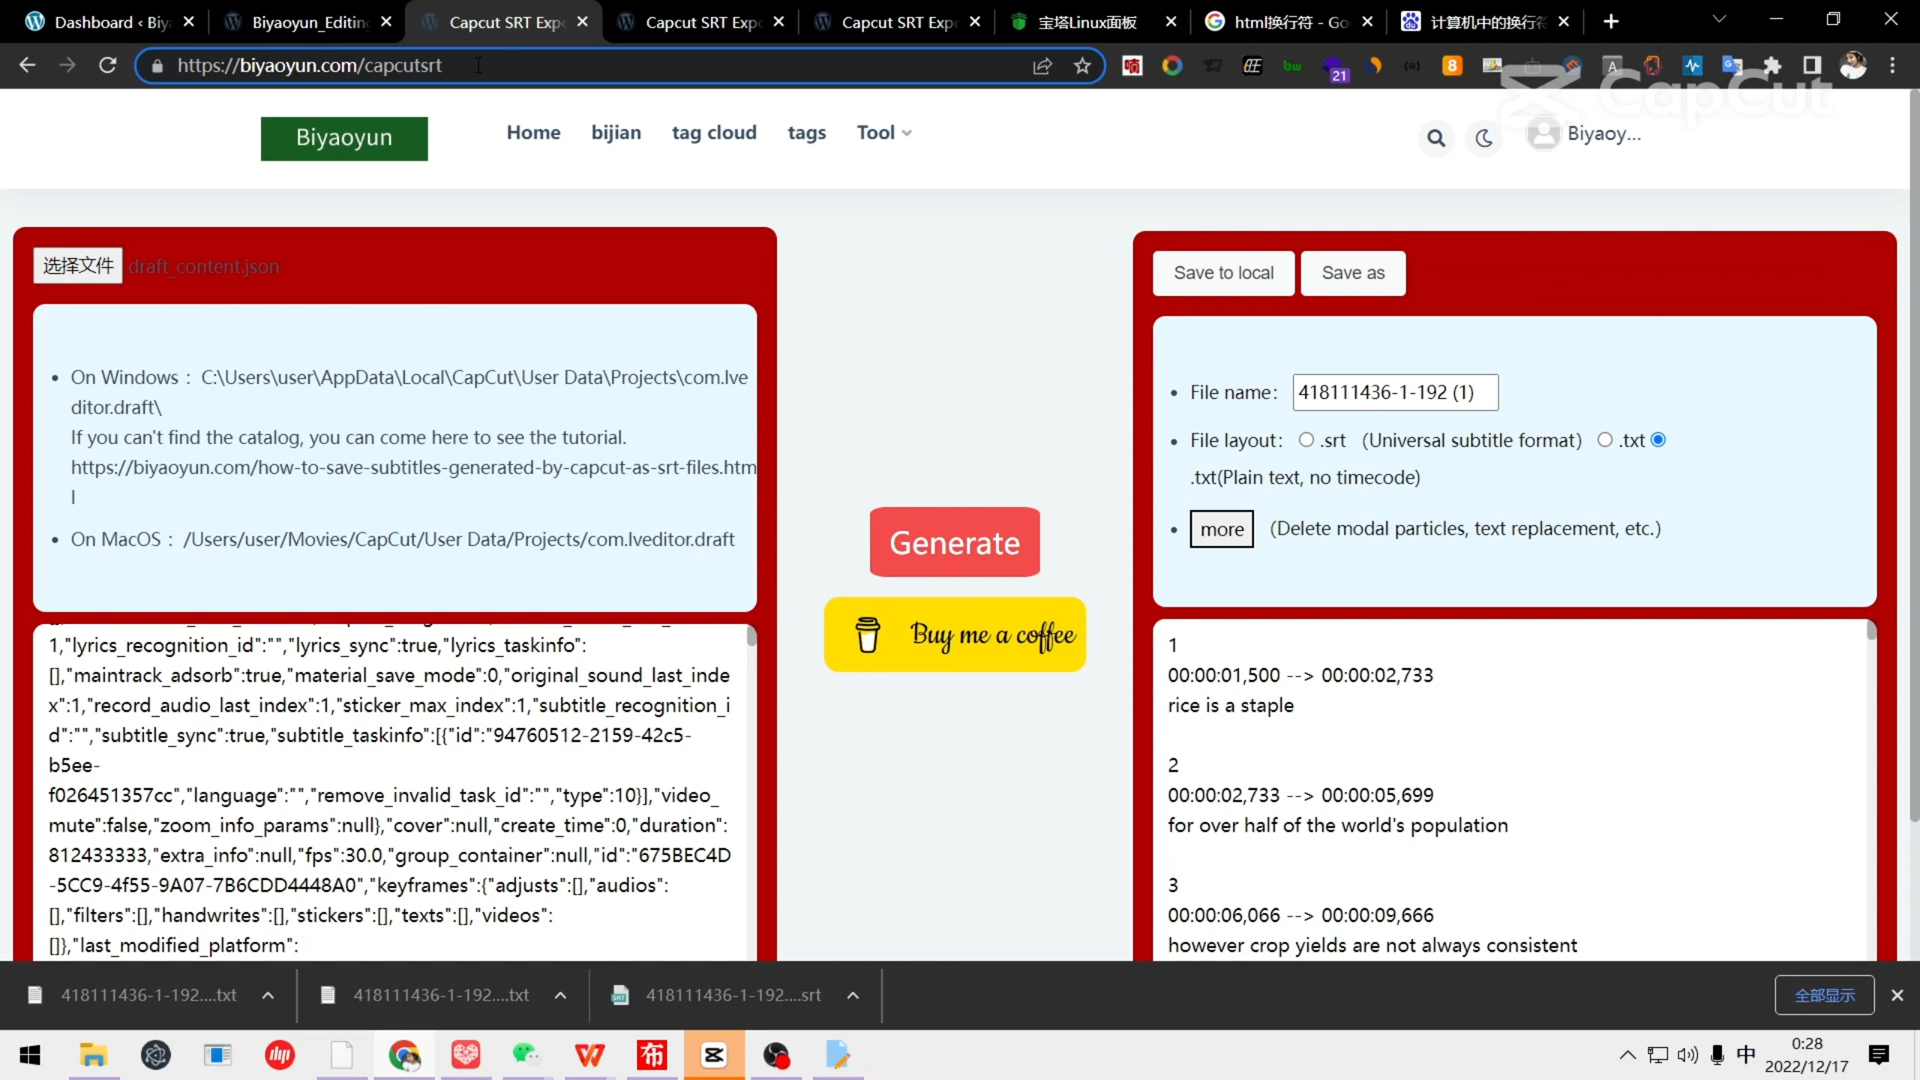 Dashboard ‹ Biy
Biyaoyun_Editing
Capcut SRT Expo
Capcut SRT Expo
Capcut SRT Expo
宝塔Linux面板
html换行符 - Go
计算机中的换行符
https://biyaoyun.com/capcutsrt
21
CapCut
Biyaoyun
Home
bijian
tag cloud
tags
Tool
Biyaoy...
选择文件 draft_content.json
On Windows： C:\Users\user\AppData\Local\CapCut\User Data\Projects\com.lve
ditor.draft\
If you can't find the catalog, you can come here to see the tutorial.
https://biyaoyun.com/how-to-save-subtitles-generated-by-capcut-as-srt-files.htm
l
On MacOS： /Users/user/Movies/CapCut/User Data/Projects/com.lveditor.draft
1,"lyrics_recognition_id":"","lyrics_sync":true,"lyrics_taskinfo":
[],"maintrack_adsorb":true,"material_save_mode":0,"original_sound_last_inde
x":1,"record_audio_last_index":1,"sticker_max_index":1,"subtitle_recognition_i
d":"","subtitle_sync":true,"subtitle_taskinfo":[{"id":"94760512-2159-42c5-
b5ee-
f026451357cc","language":"","remove_invalid_task_id":"","type":10}],"video_
mute":false,"zoom_info_params":null},"cover":null,"create_time":0,"duration":
812433333,"extra_info":null,"fps":30.0,"group_container":null,"id":"675BEC4D
-5CC9-4f55-9A07-7B6CDD4448A0","keyframes":{"adjusts":[],"audios":
[],"filters":[],"handwrites":[],"stickers":[],"texts":[],"videos":
[]},"last_modified_platform":
Generate
Buy me a coffee
Save to local
Save as
File name： 418111436-1-192 (1)
File layout： .srt (Universal subtitle format) .txt
.txt(Plain text, no timecode)
more (Delete modal particles, text replacement, etc.)
1
00:00:01,500 --> 00:00:02,733
rice is a staple
2
00:00:02,733 --> 00:00:05,699
for over half of the world's population
3
00:00:06,066 --> 00:00:09,666
however crop yields are not always consistent
418111436-1-192....txt
418111436-1-192....txt
418111436-1-192....srt
全部显示
布
中
0:28
2022/12/17